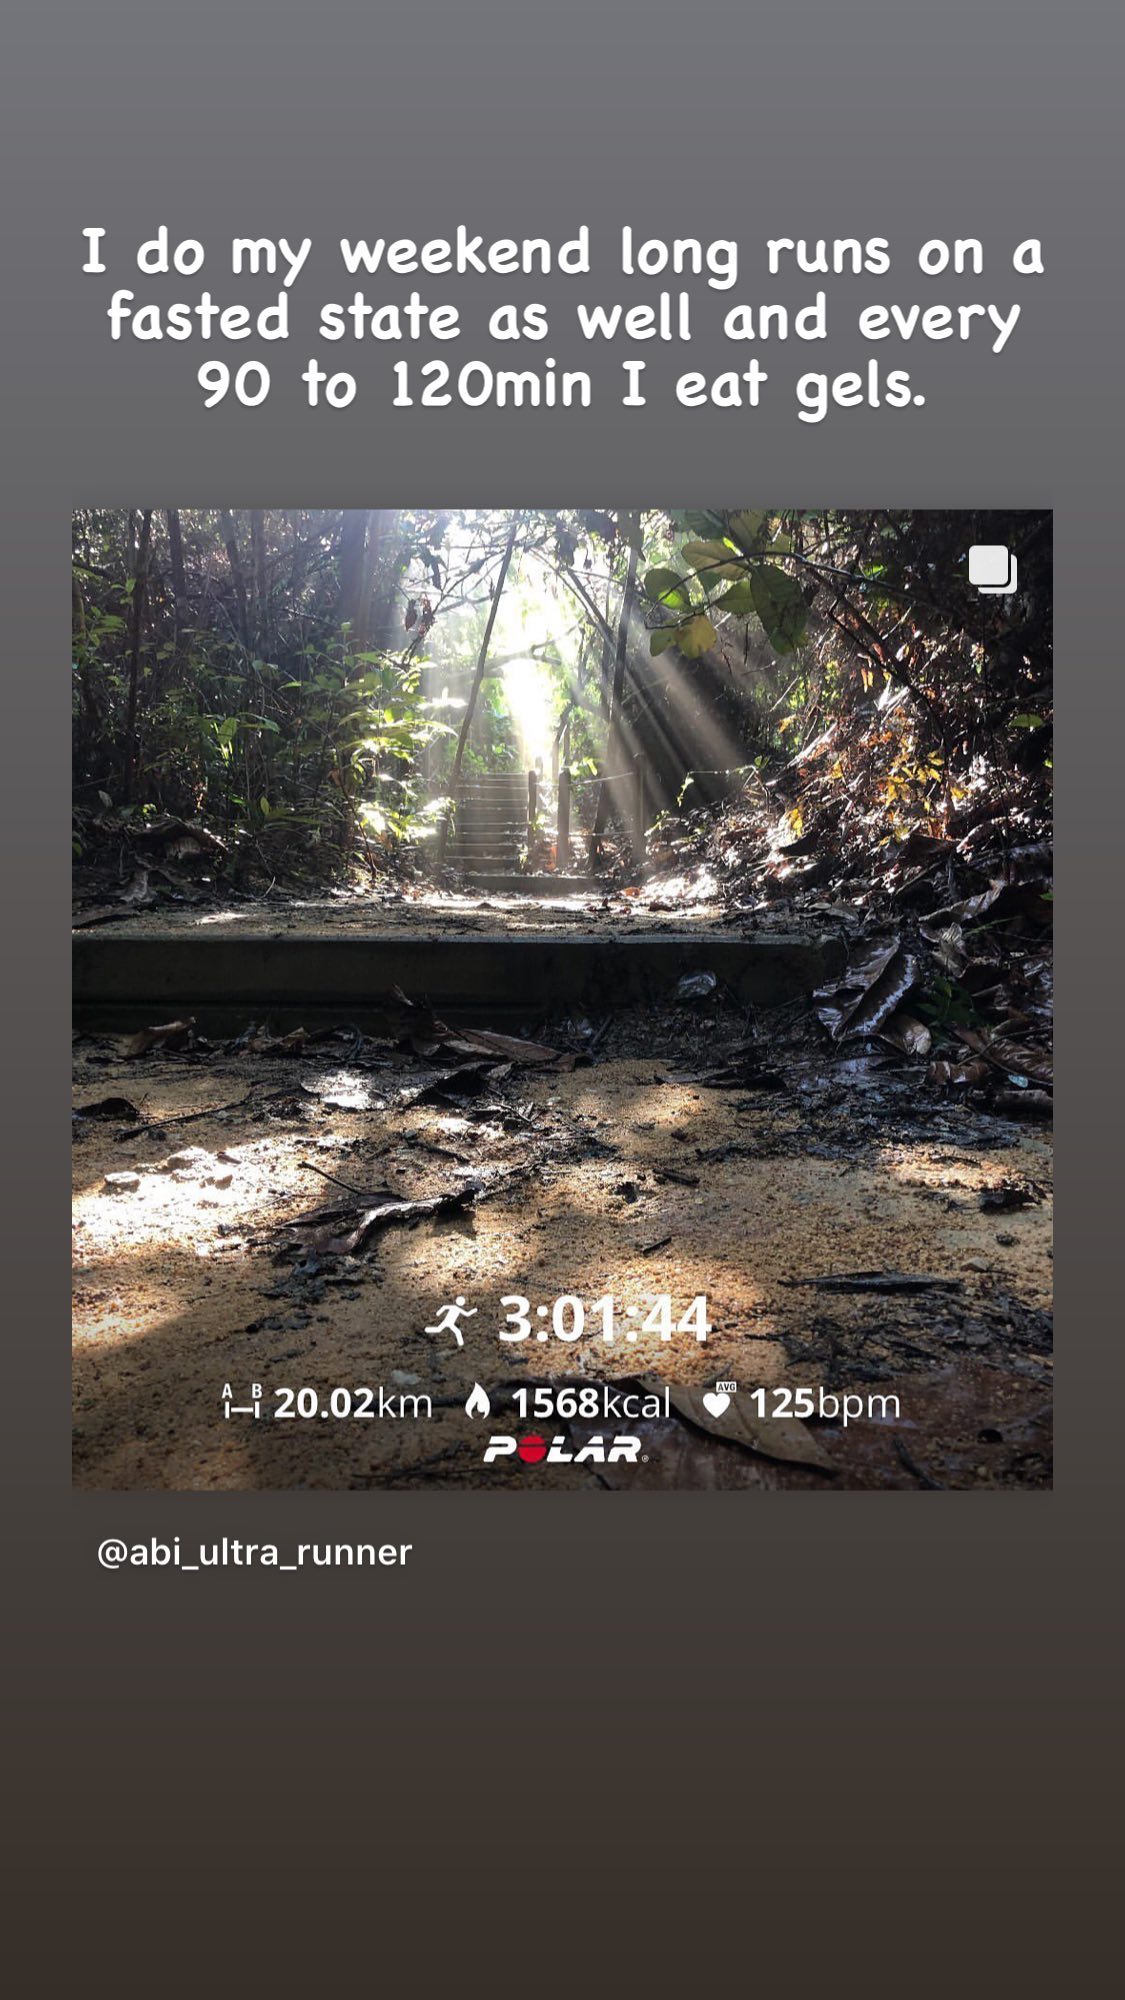 I do my weekend long runs on a
fasted state as well and every
90 to 120min I eat gels.
3:01:44
A B 20.02km 1568kcal AVG 125bpm
POLAR®
@abi_ultra_runner